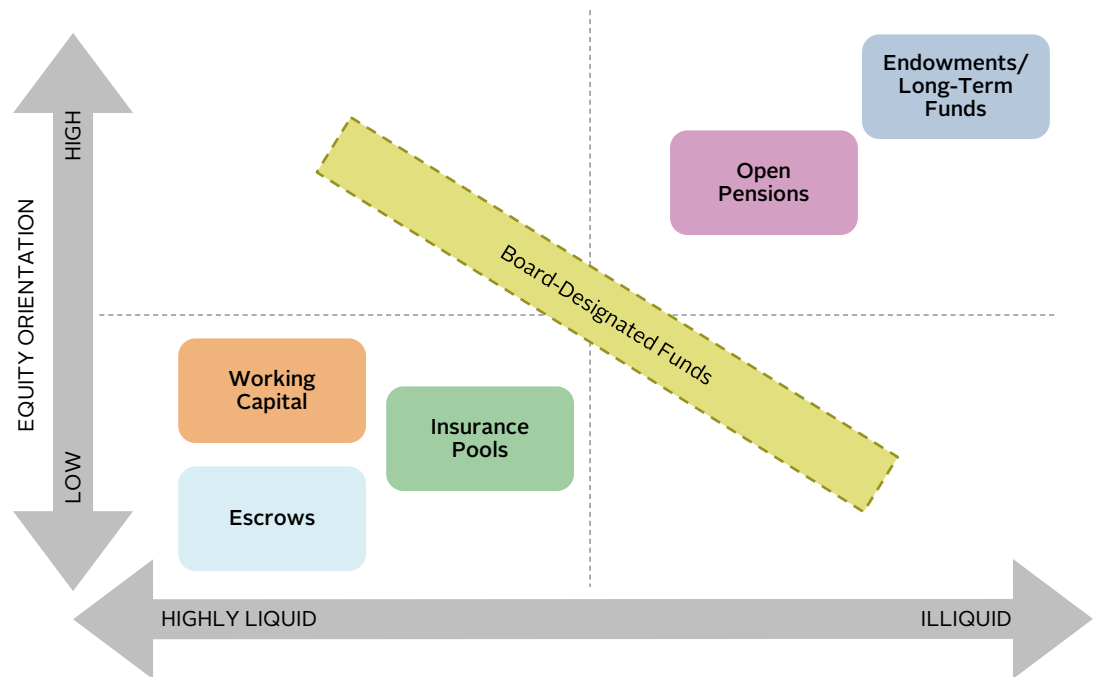 EQUITY ORIENTATION
HIGH
LOW
Endowments/
Long-Term
Funds
Open
Pensions
Board-Designated Funds
Working
Capital
Insurance
Pools
Escrows
HIGHLY LIQUID
ILLIQUID